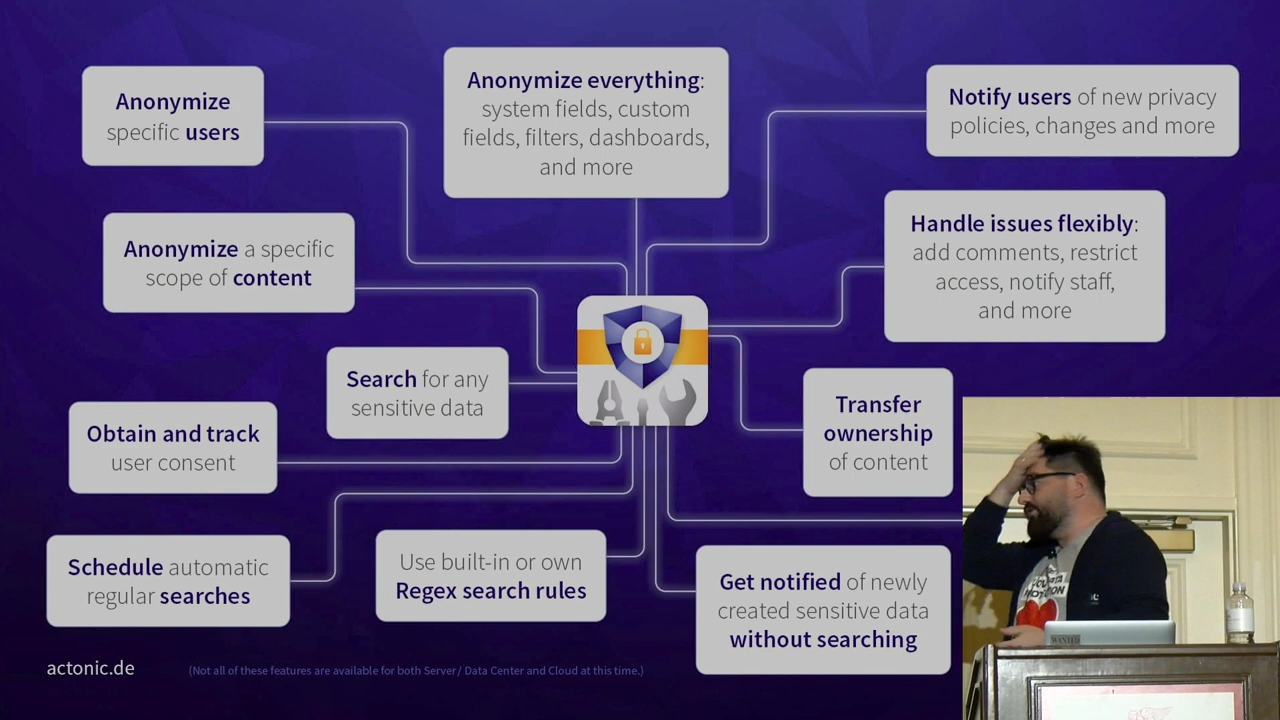 Anonymize
specific users
Anonymize everything:
system fields, custom
fields, filters, dashboards,
and more
Notify users of new privacy
policies, changes and more
Anonymize a specific
scope of content
Handle issues flexibly:
add comments, restrict
access, notify staff,
and more
Search for any
sensitive data
Transfer
ownership
of content
Obtain and track
user consent
Schedule automatic
regular searches
Use built-in or own
Regex search rules
Get notified of newly
created sensitive data
without searching
actonic.de
(Not all of these features are available for both Server/ Data Center and Cloud at this time.)
WANTED